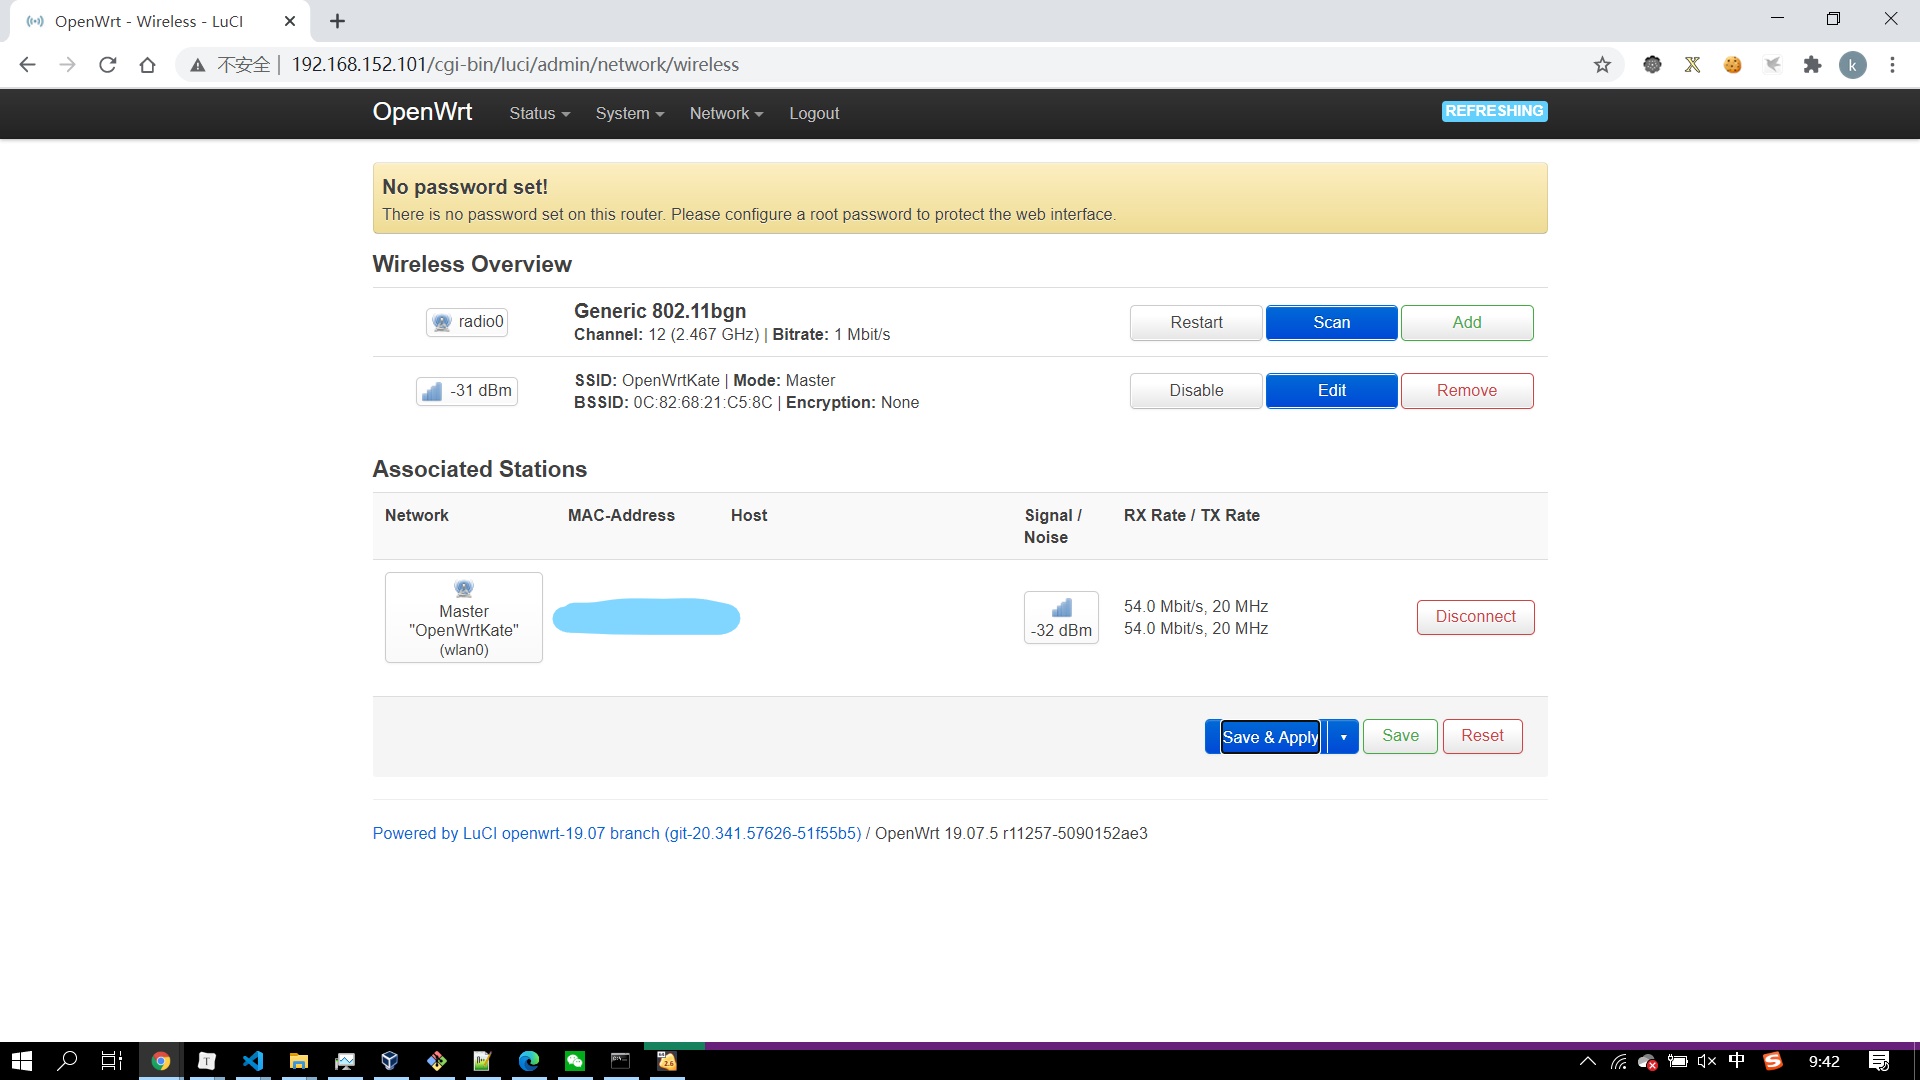 OpenWrt - Wireless - LuCI
不安全 | 192.168.152.101/cgi-bin/luci/admin/network/wireless
k
OpenWrt Status System Network Logout REFRESHING
No password set!
There is no password set on this router. Please configure a root password to protect the web interface.
Wireless Overview
radio0
Generic 802.11bgn
Channel: 12 (2.467 GHz) | Bitrate: 1 Mbit/s
Restart Scan Add
-31 dBm
SSID: OpenWrtKate | Mode: Master
BSSID: 0C:82:68:21:C5:8C | Encryption: None
Disable Edit Remove
Associated Stations
Network MAC-Address Host Signal / Noise RX Rate / TX Rate
Master
"OpenWrtKate"
(wlan0)
-32 dBm
54.0 Mbit/s, 20 MHz
54.0 Mbit/s, 20 MHz
Disconnect
Save & Apply Save Reset
Powered by LuCI openwrt-19.07 branch (git-20.341.57626-51f55b5) / OpenWrt 19.07.5 r11257-5090152ae3
中 9:42